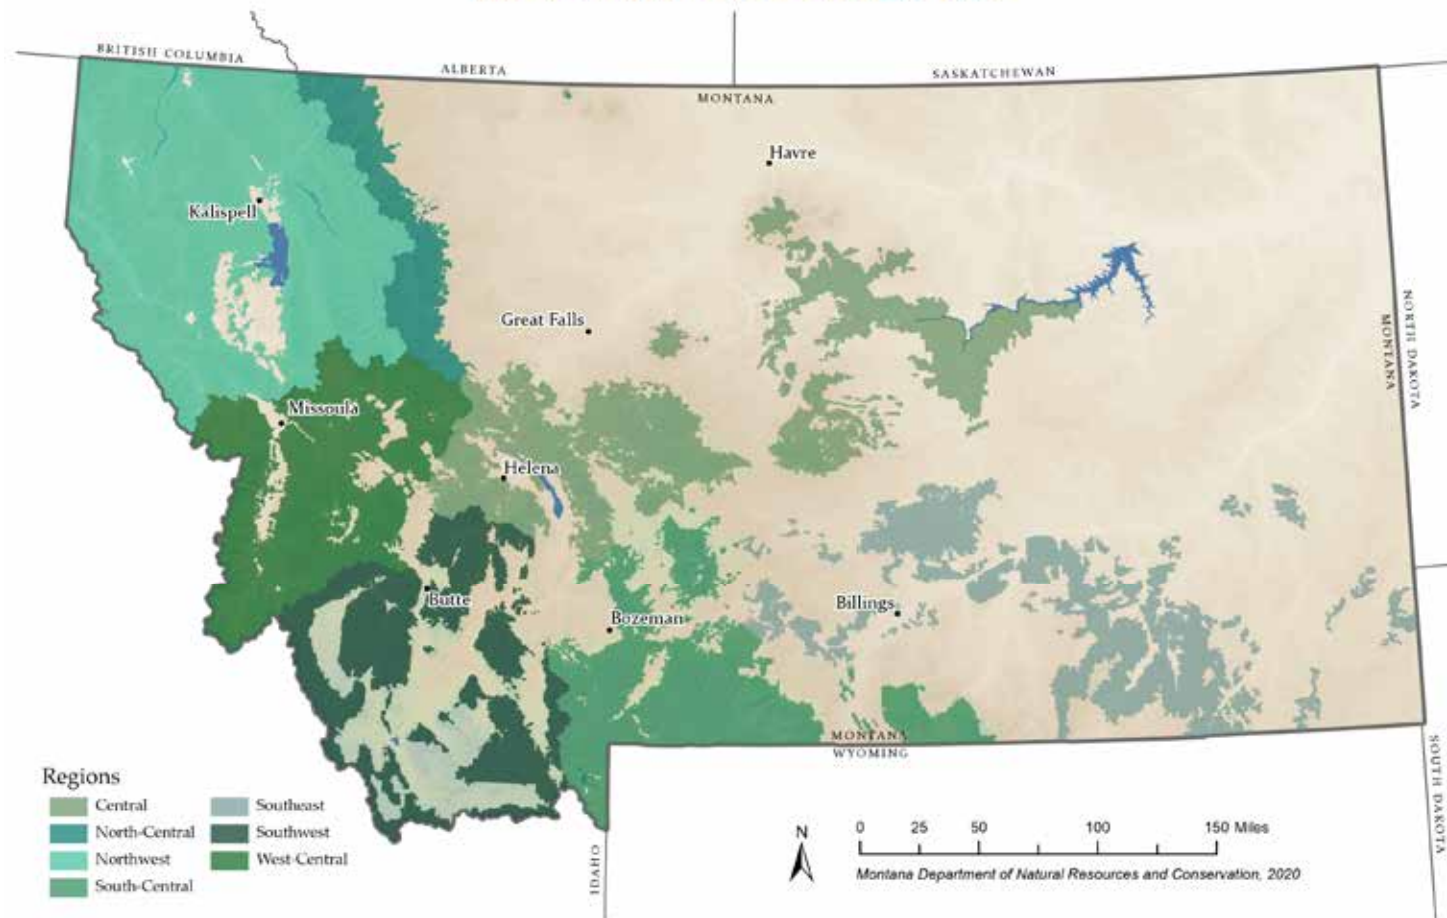 BRITISH COLUMBIA
ALBERTA
SASKATCHEWAN
MONTANA
Havre
Kalispell
Great Falls
MONTANA
NORTH DAKOTA
Missoula
Helena
Butte
Bozeman
Billings
MONTANA
WYOMING
SOUTH DAKOTA
IDAHO
Regions
Central
North-Central
Northwest
South-Central
Southeast
Southwest
West-Central
N
0 25 50 100 150 Miles
Montana Department of Natural Resources and Conservation, 2020